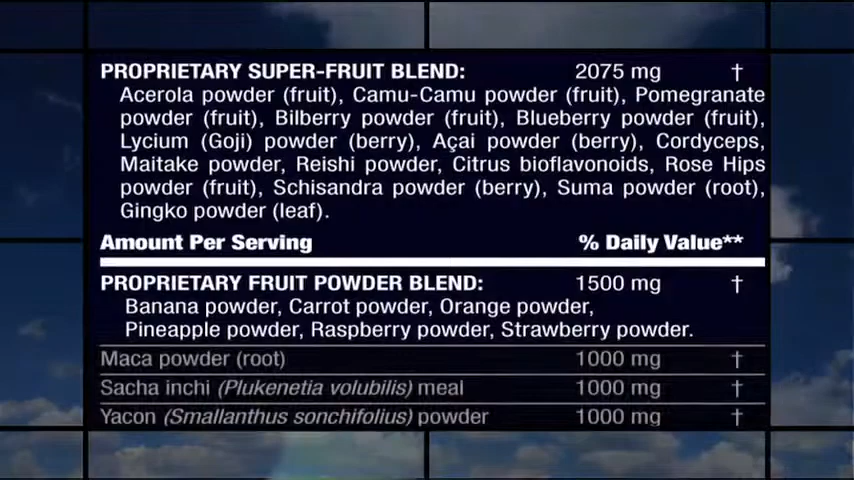 PROPRIETARY SUPER-FRUIT BLEND: 2075 mg †
Acerola powder (fruit), Camu-Camu powder (fruit), Pomegranate
powder (fruit), Bilberry powder (fruit), Blueberry powder (fruit),
Lycium (Goji) powder (berry), Açai powder (berry), Cordyceps,
Maitake powder, Reishi powder, Citrus bioflavonoids, Rose Hips
powder (fruit), Schisandra powder (berry), Suma powder (root),
Gingko powder (leaf).
Amount Per Serving % Daily Value**
PROPRIETARY FRUIT POWDER BLEND: 1500 mg †
Banana powder, Carrot powder, Orange powder,
Pineapple powder, Raspberry powder, Strawberry powder.
Maca powder (root) 1000 mg †
Sacha inchi (Plukenetia volubilis) meal 1000 mg †
Yacon (Smallanthus sonchifolius) powder 1000 mg †